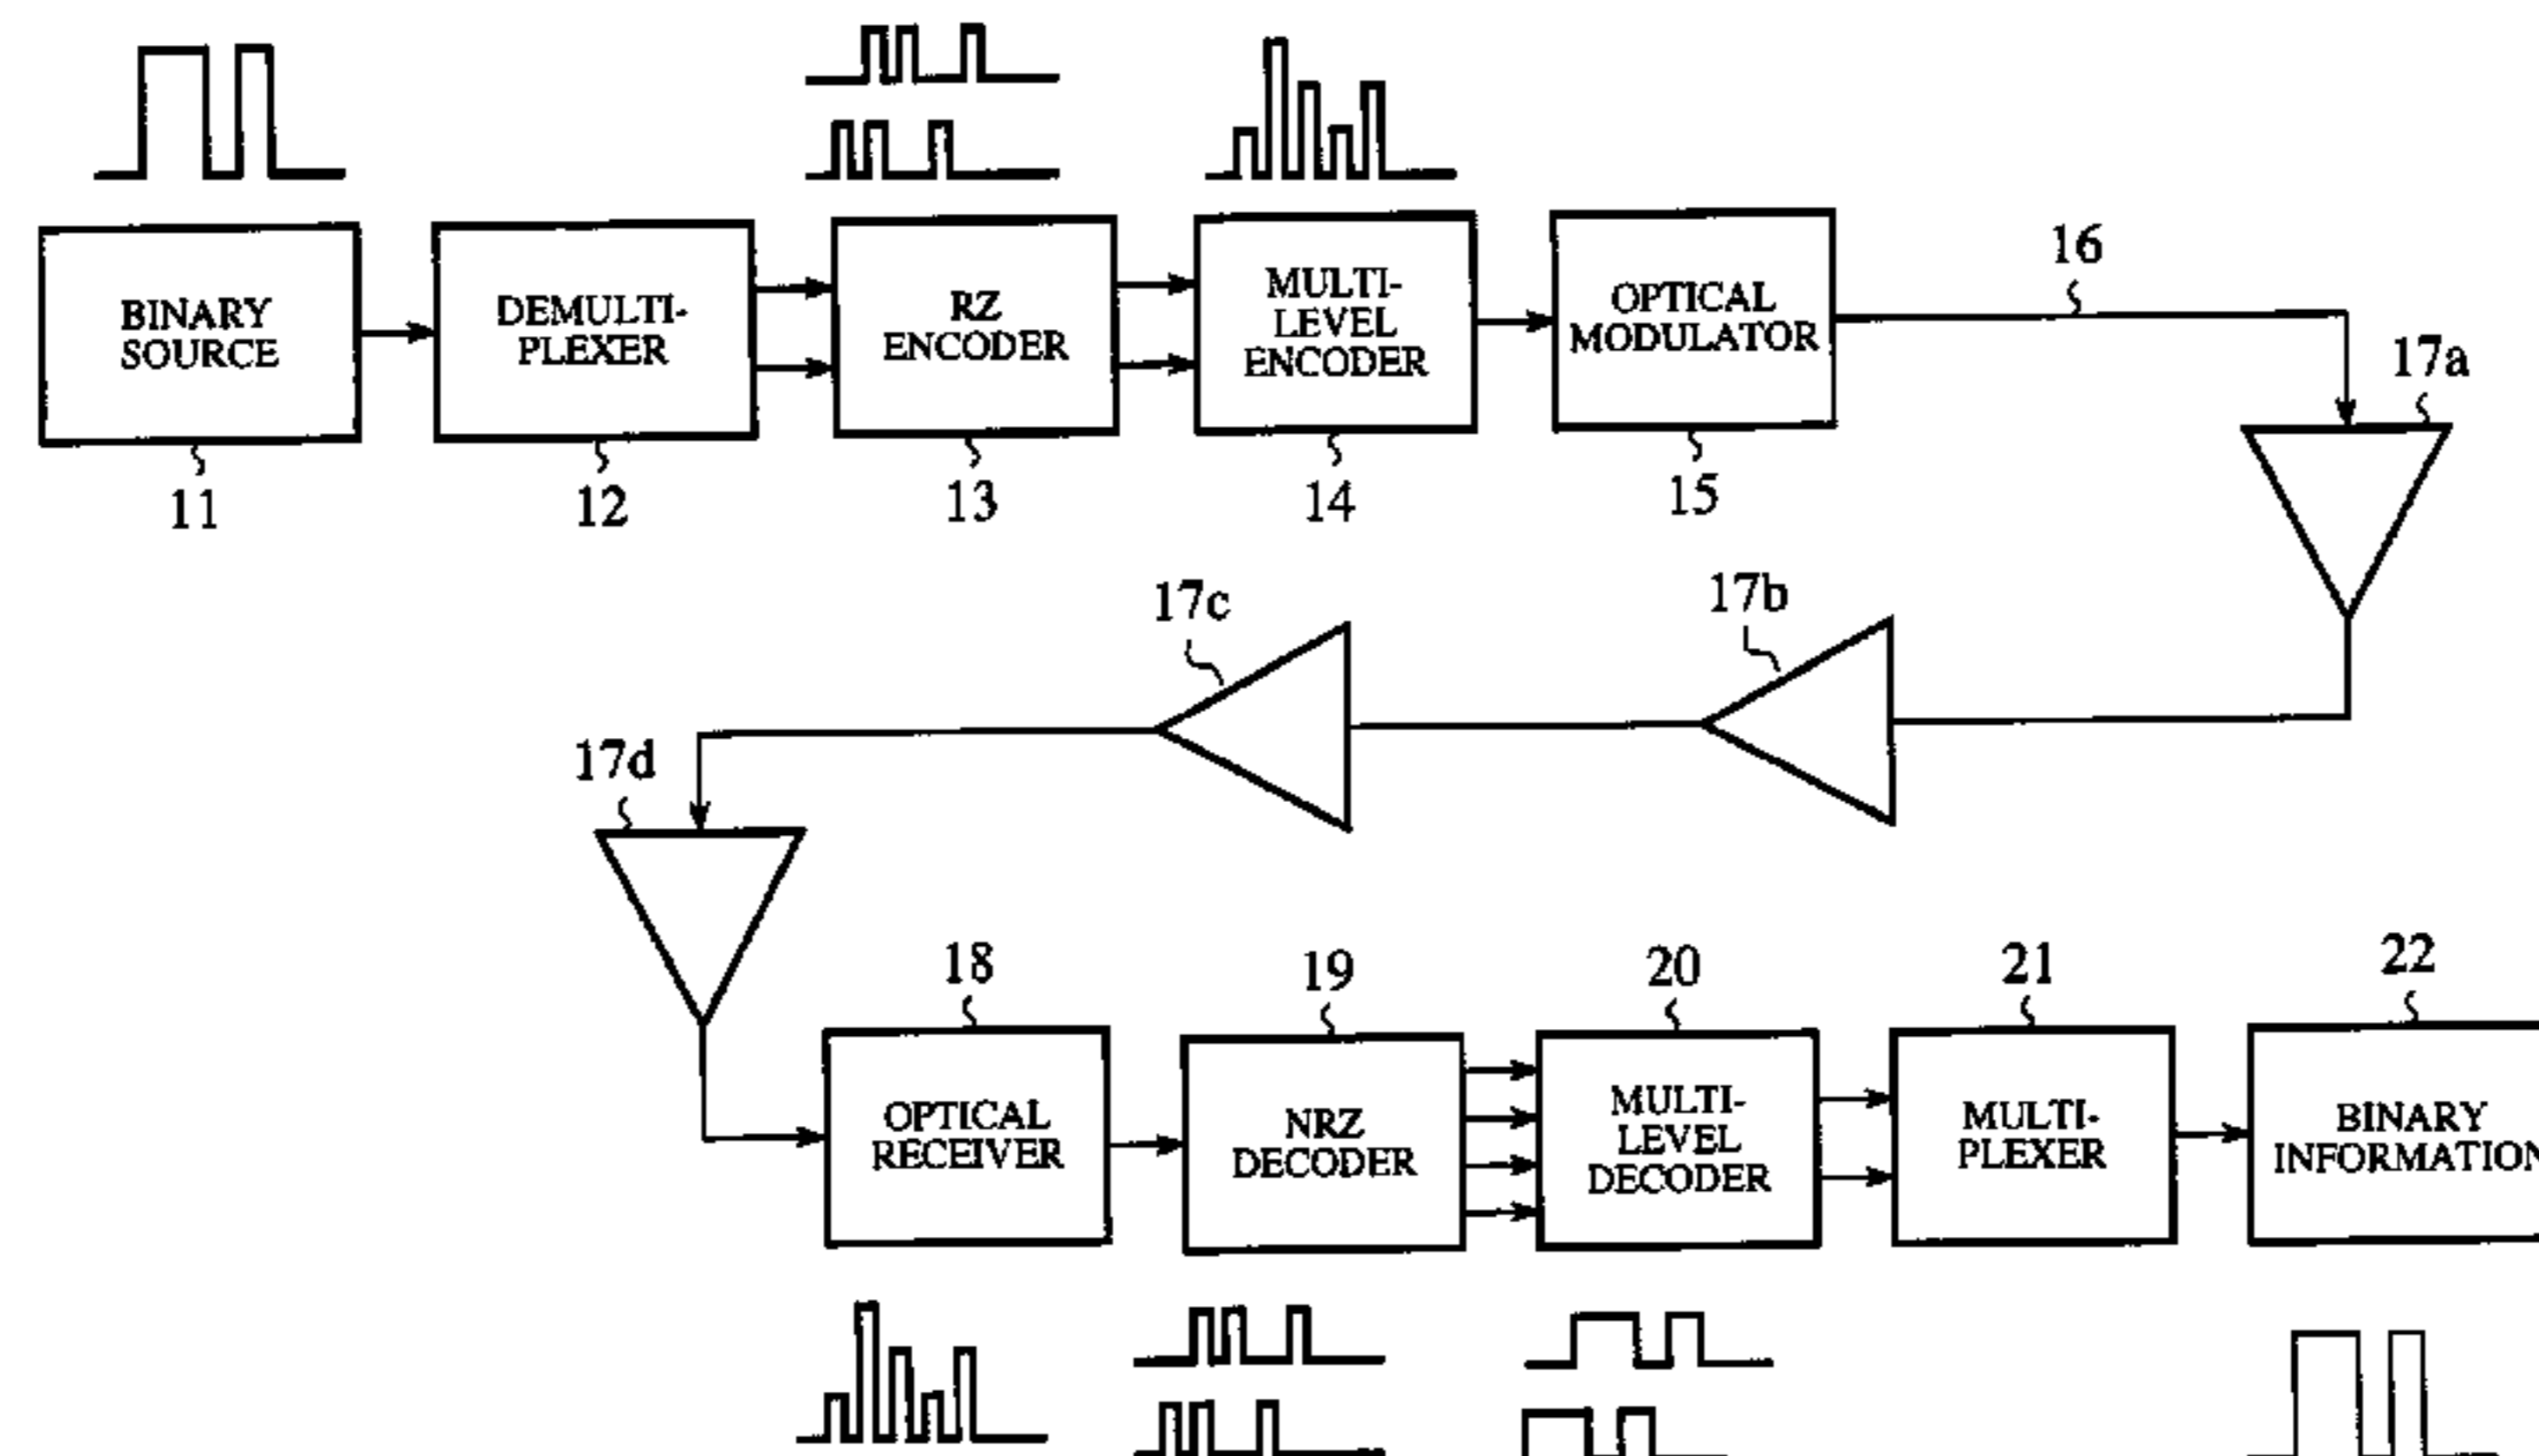 BINARY
SOURCE
DEMULTI-
PLEXER
RZ
ENCODER
MULTI-
LEVEL
ENCODER
OPTICAL
MODULATOR
16
17a
11
12
13
14
15
17c
17b
17d
18
19
20
21
22
OPTICAL
RECEIVER
NRZ
DECODER
MULTI-
LEVEL
DECODER
MULTI-
PLEXER
BINARY
INFORMATION